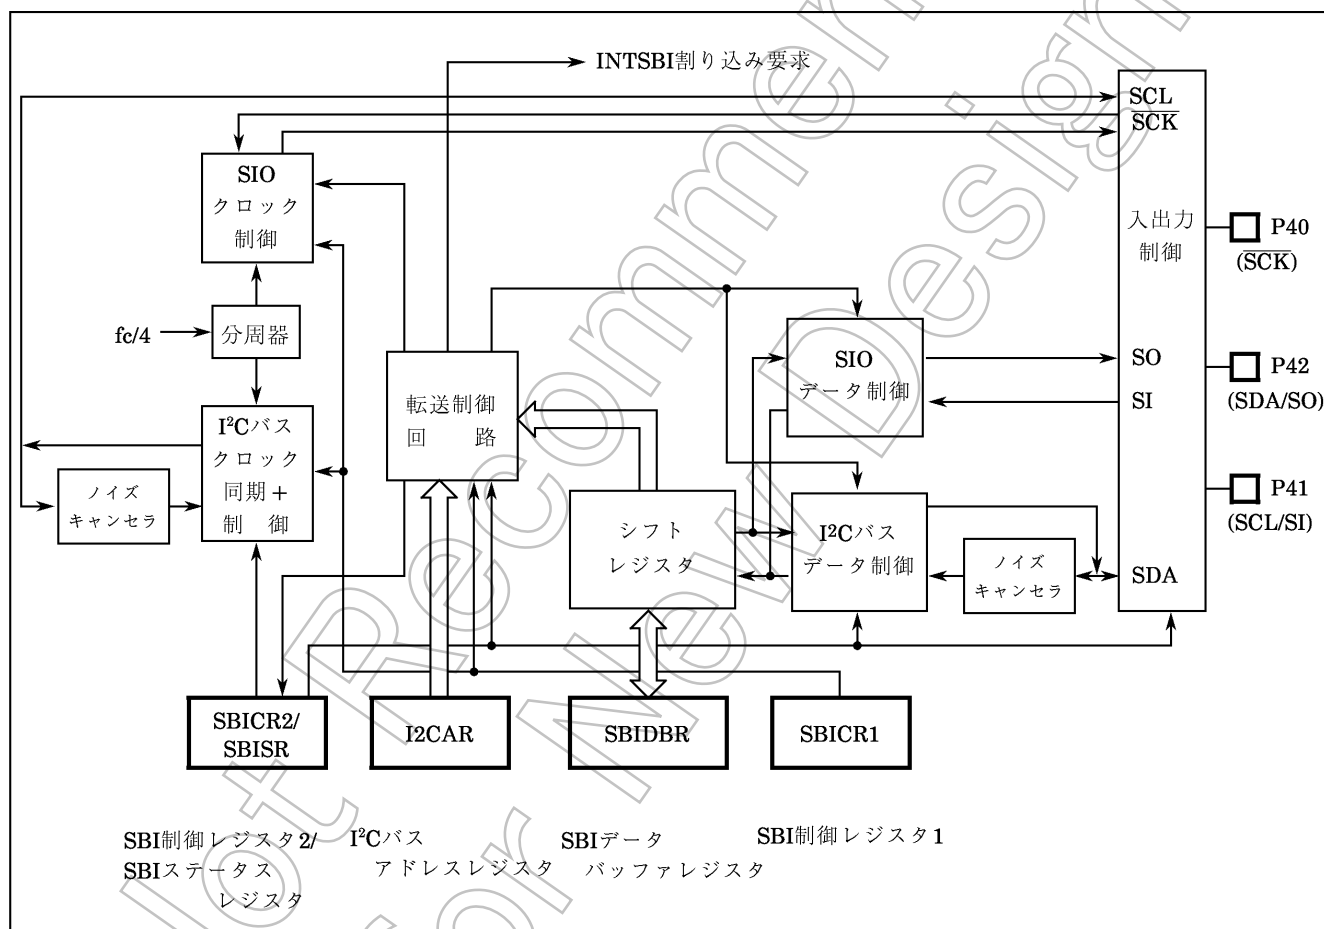 INTSBI割り込み要求
SCL
SCK
SIO
クロック
制御
入出力
制御
P40
(SCK)
fc/4
分周器
SIO
データ制御
SO
SI
P42
(SDA/SO)
転送制御
回 路
I²Cバス
クロック
同期+
制 御
ノイズ
キャンセラ
シフト
レジスタ
I²Cバス
データ制御
ノイズ
キャンセラ
SDA
P41
(SCL/SI)
SBICR2/
SBISR
I2CAR
SBIDBR
SBICR1
SBI制御レジスタ2/
SBIステータス
レジスタ
I²Cバス
アドレスレジスタ
SBIデータ
バッファレジスタ
SBI制御レジスタ1
Not Recommen
for New Design